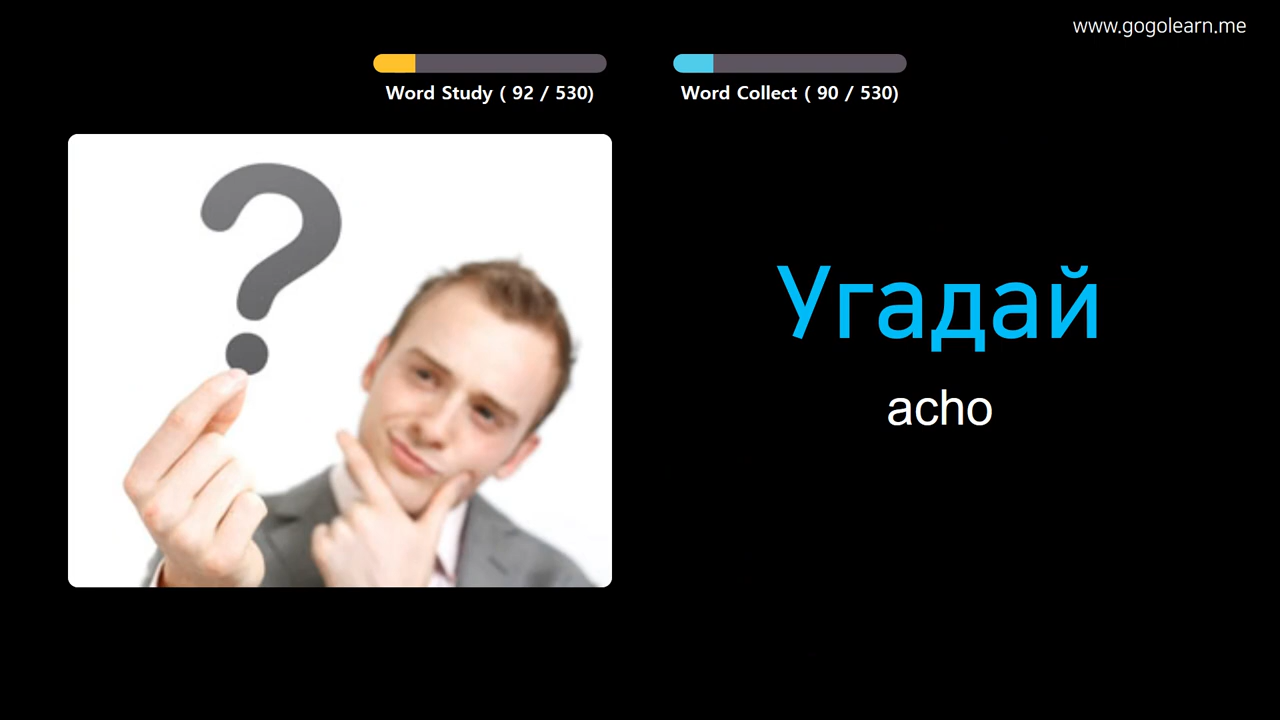 www.gogolearn.me
Word Study ( 92 / 530)
Word Collect ( 90 / 530)
?
Угадай
acho